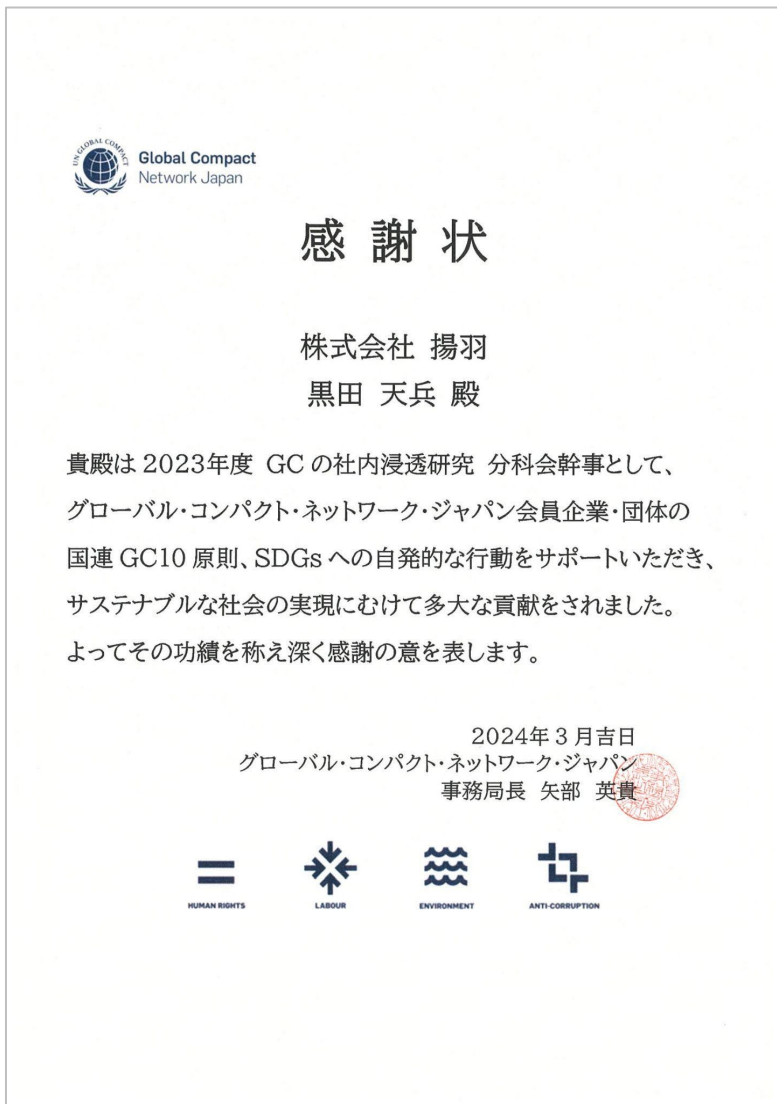 UN GLOBAL COMPACT
Global Compact
Network Japan
感 謝 状
株式会社 揚羽
黒田 天兵 殿
貴殿は 2023年度 GC の社内浸透研究 分科会幹事として、
グローバル・コンパクト・ネットワーク・ジャパン会員企業・団体の
国連 GC10 原則、SDGs への自発的な行動をサポートいただき、
サステナブルな社会の実現にむけて多大な貢献をされました。
よってその功績を称え深く感謝の意を表します。
2024年 3 月吉日
グローバル・コンパクト・ネットワーク・ジャパン
事務局長 矢部 英貴
HUMAN RIGHTS
LABOUR
ENVIRONMENT
ANTI-CORRUPTION